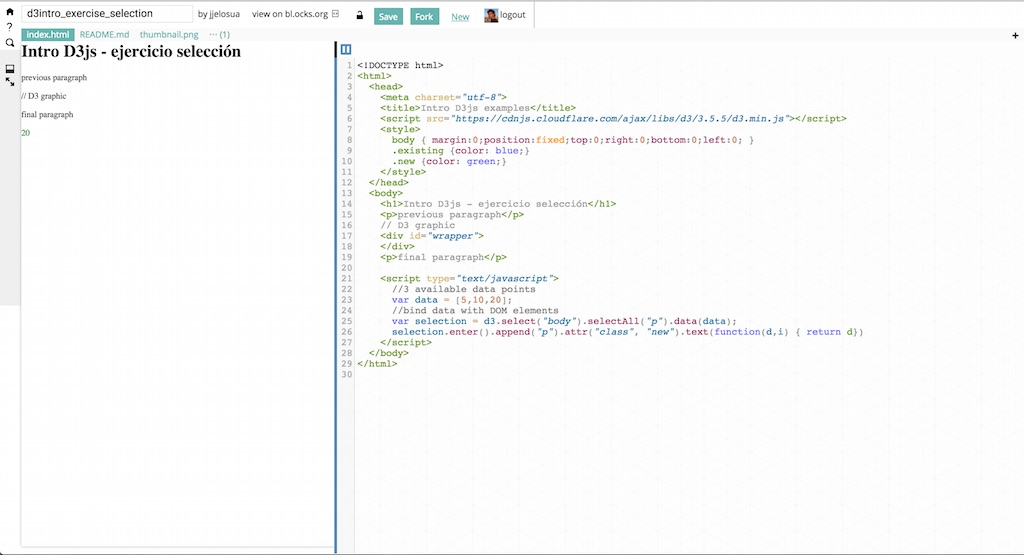 d3intro_exercise_selection by jjelosua view on bl.ocks.org Save Fork New logout
?
index.html README.md thumbnail.png ··· (1) +
Intro D3js - ejercicio selección
previous paragraph
// D3 graphic
final paragraph
20
1 <!DOCTYPE html>
2 <html>
3 <head>
4 <meta charset="utf-8">
5 <title>Intro D3js examples</title>
6 <script src="https://cdnjs.cloudflare.com/ajax/libs/d3/3.5.5/d3.min.js"></script>
7 <style>
8 body { margin:0;position:fixed;top:0;right:0;bottom:0;left:0; }
9 .existing {color: blue;}
10 .new {color: green;}
11 </style>
12 </head>
13 <body>
14 <h1>Intro D3js - ejercicio selección</h1>
15 <p>previous paragraph</p>
16 // D3 graphic
17 <div id="wrapper">
18 </div>
19 <p>final paragraph</p>
20
21 <script type="text/javascript">
22 //3 available data points
23 var data = [5,10,20];
24 //bind data with DOM elements
25 var selection = d3.select("body").selectAll("p").data(data);
26 selection.enter().append("p").attr("class", "new").text(function(d,i) { return d})
27 </script>
28 </body>
29 </html>
30